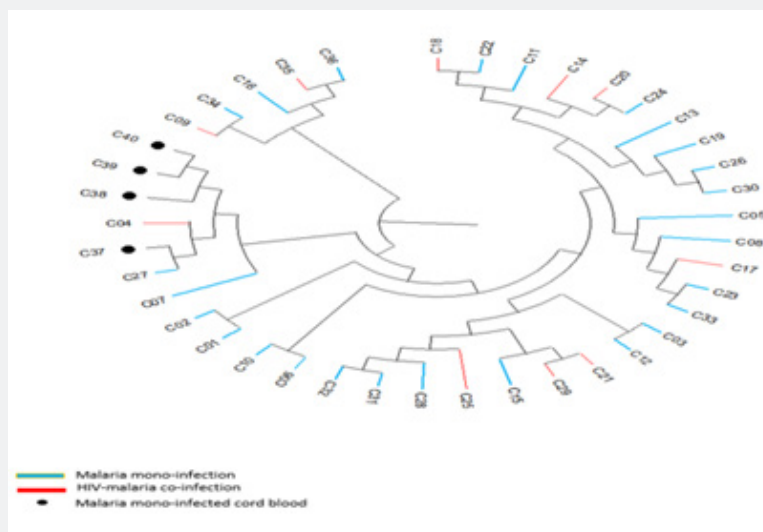 C18
C22
C11
C14
C20
C24
C13
C19
C26
C30
C05
C08
C17
C23
C33
C03
C12
C21
C29
C15
C25
C28
C31
C32
C06
C10
C01
C02
C07
C27
C37
C04
C38
C39
C40
C09
C34
C16
C35
C36
Malaria mono-infection
HIV-malaria co-infection
Malaria mono-infected cord blood